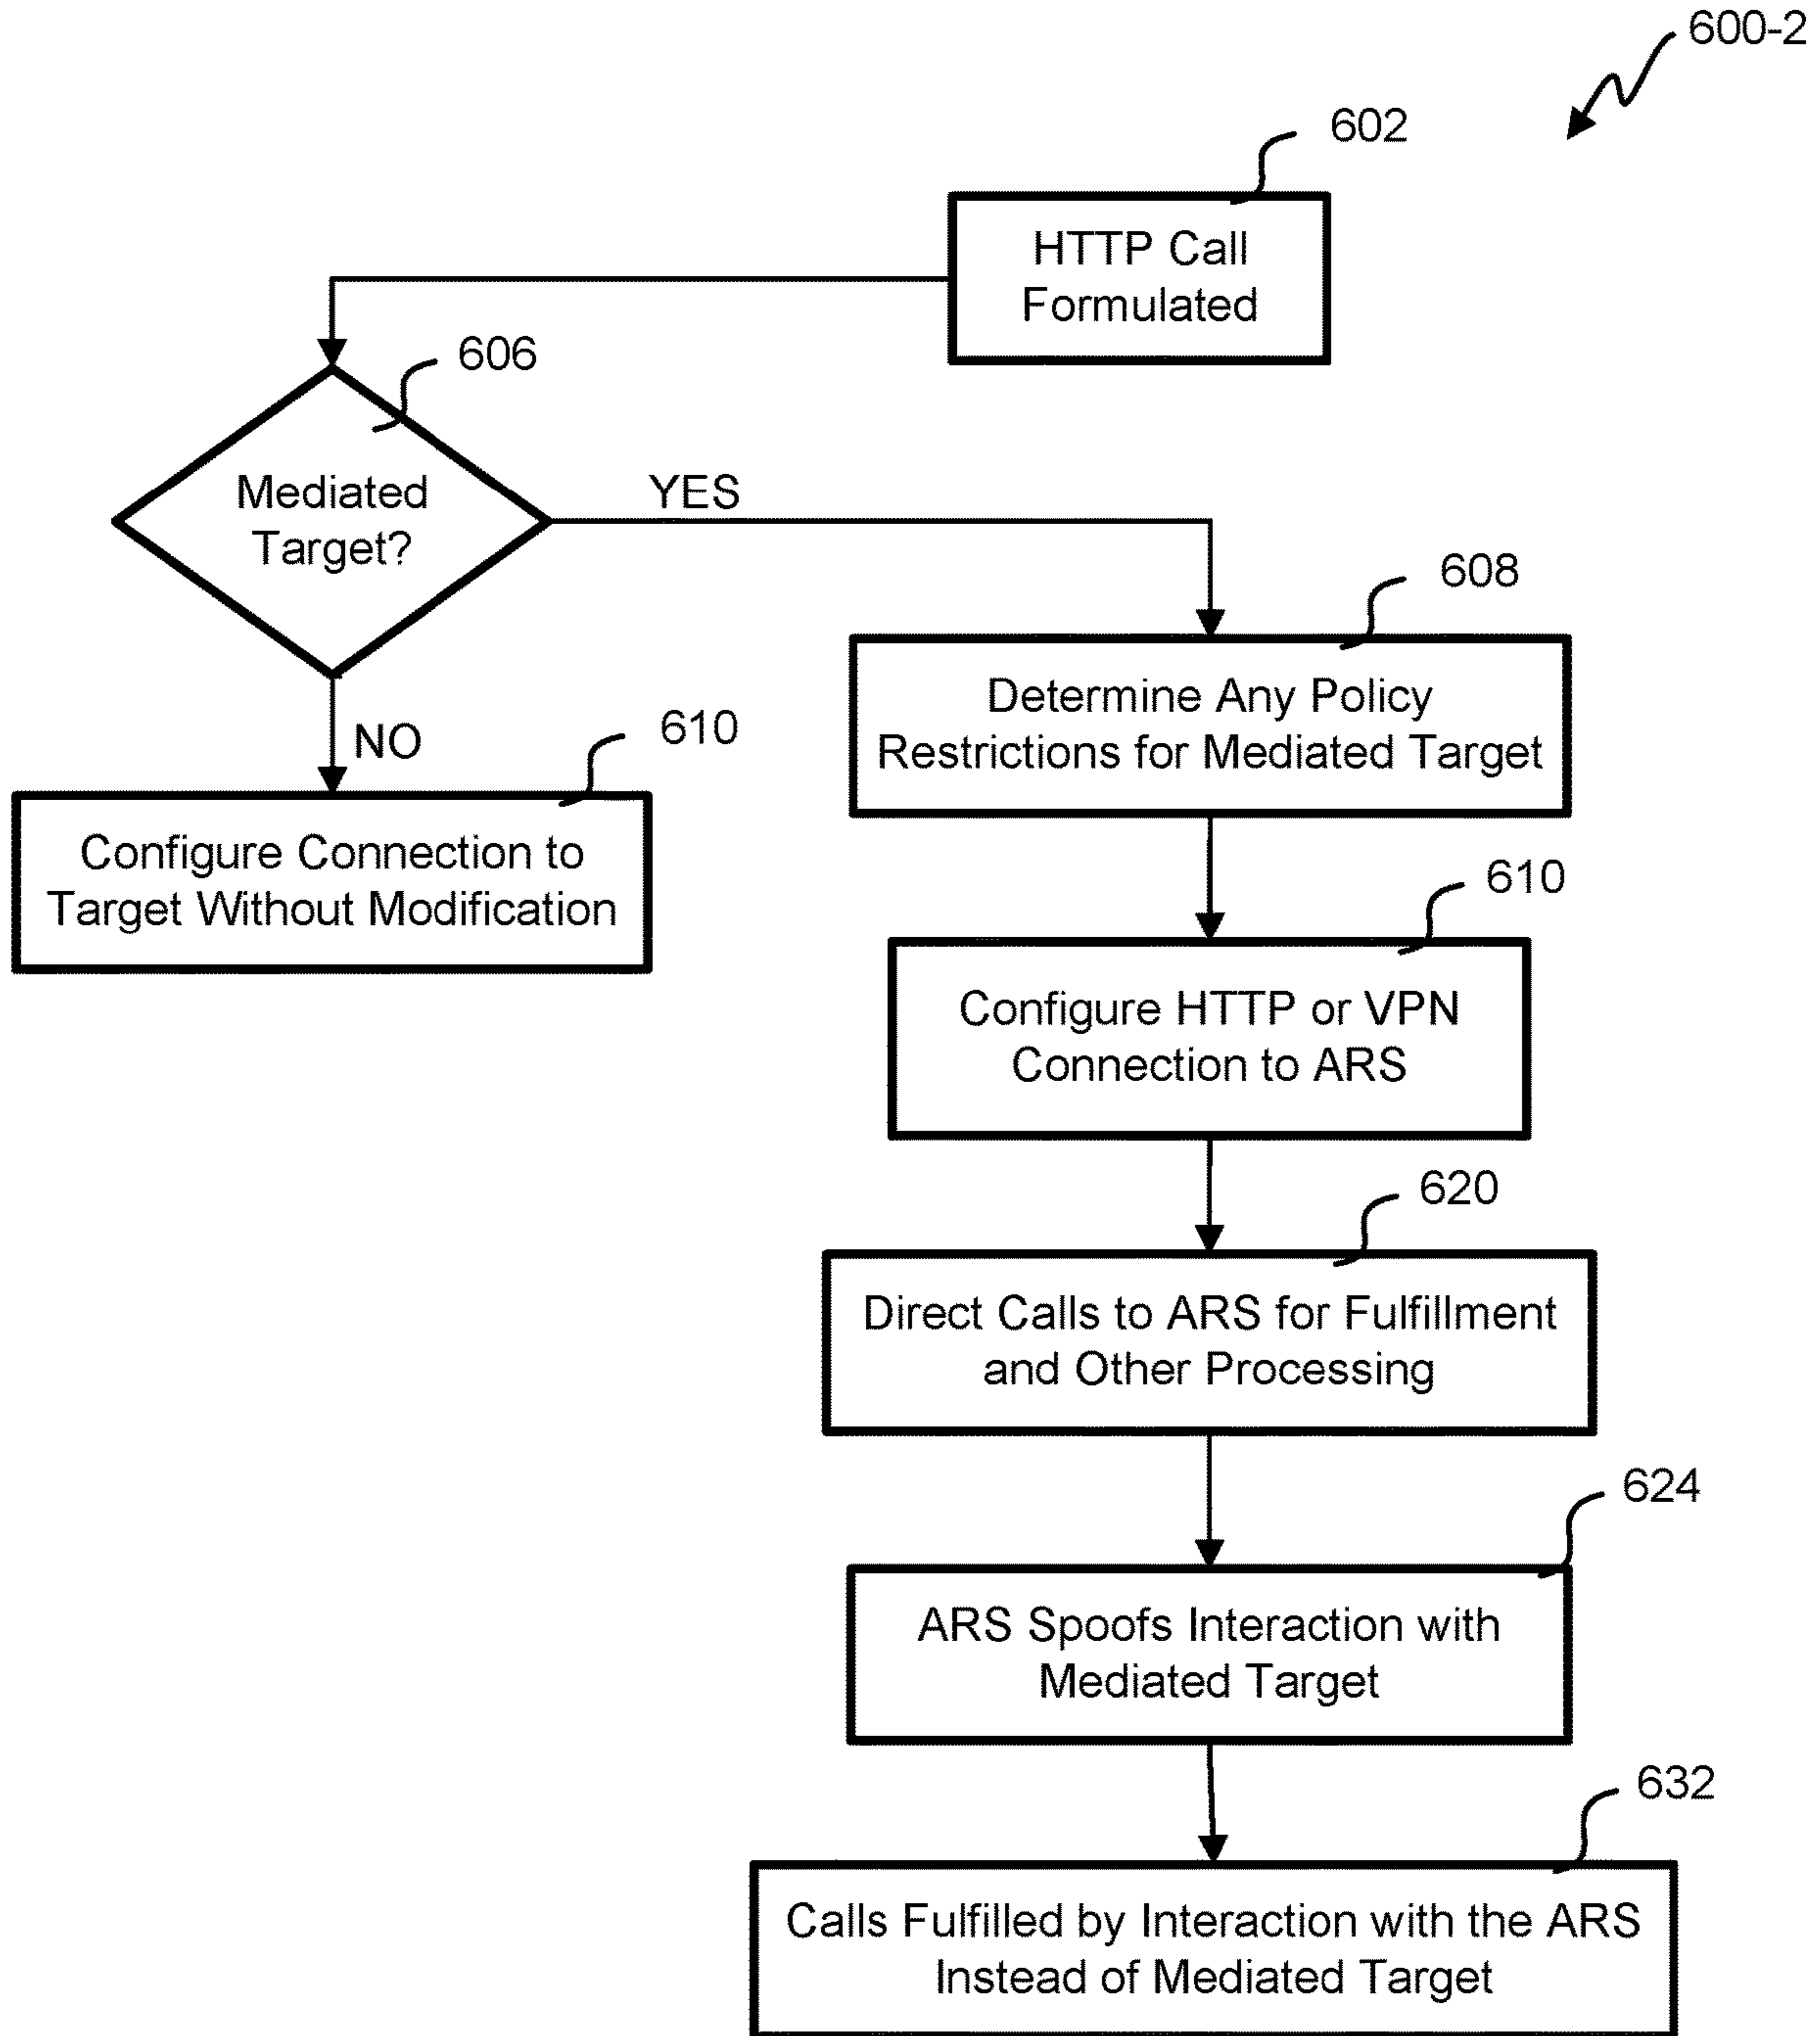 600-2
602
HTTP Call
Formulated
606
Mediated
Target?
YES
NO
608
Determine Any Policy
Restrictions for Mediated Target
610
Configure Connection to
Target Without Modification
610
Configure HTTP or VPN
Connection to ARS
620
Direct Calls to ARS for Fulfillment
and Other Processing
624
ARS Spoofs Interaction with
Mediated Target
632
Calls Fulfilled by Interaction with the ARS
Instead of Mediated Target